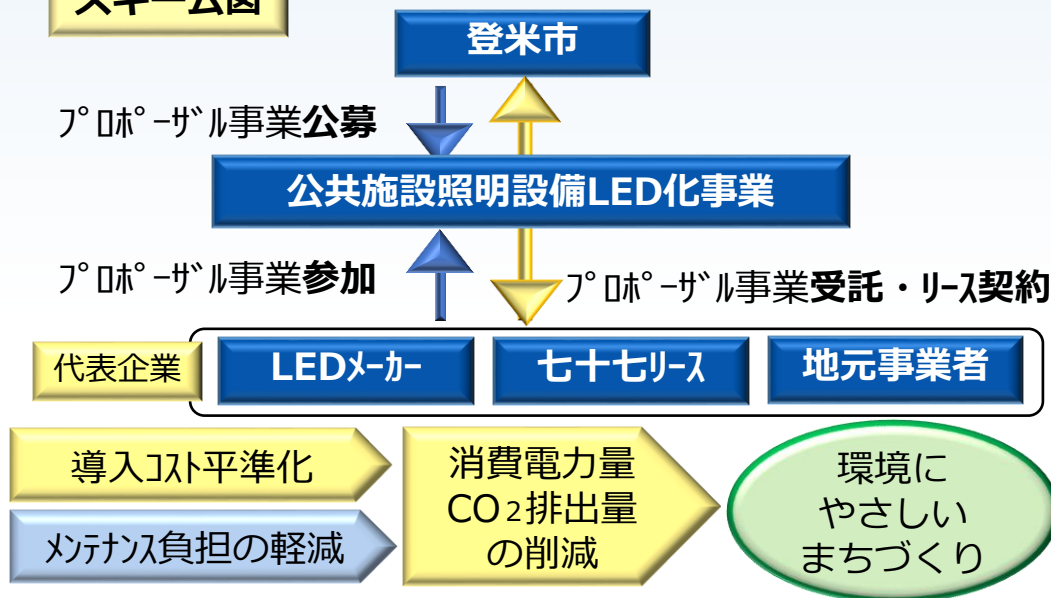 スキーム図
登米市
ﾌﾟﾛﾎﾟｰｻﾞﾙ事業公募
公共施設照明設備LED化事業
ﾌﾟﾛﾎﾟｰｻﾞﾙ事業参加
ﾌﾟﾛﾎﾟｰｻﾞﾙ事業受託・ﾘｰｽ契約
代表企業
LEDﾒｰｶｰ
七十七ﾘｰｽ
地元事業者
導入ｺｽﾄ平準化
メンテナンス負担の軽減
消費電力量
CO2排出量
の削減
環境に
やさしい
まちづくり